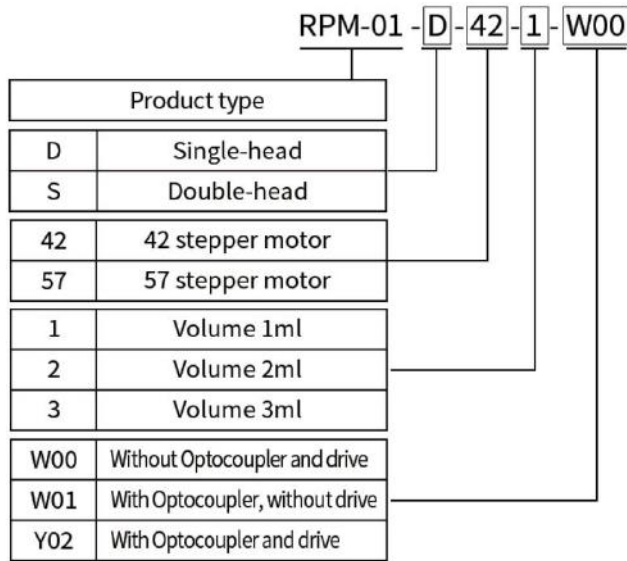 RPM-01 - D - 42 - 1 - W00
Product type
D Single-head
S Double-head
42 42 stepper motor
57 57 stepper motor
1 Volume 1ml
2 Volume 2ml
3 Volume 3ml
W00 Without Optocoupler and drive
W01 With Optocoupler, without drive
Y02 With Optocoupler and drive